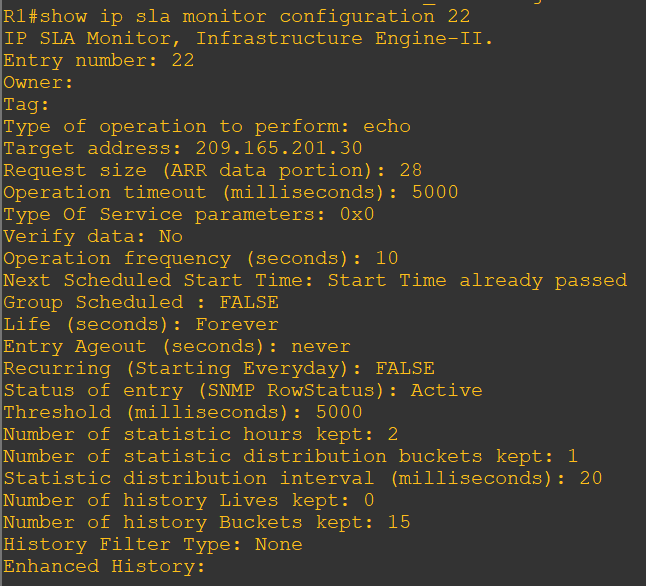 R1#show ip sla monitor configuration 22
IP SLA Monitor, Infrastructure Engine-II.
Entry number: 22
Owner:
Tag:
Type of operation to perform: echo
Target address: 209.165.201.30
Request size (ARR data portion): 28
Operation timeout (milliseconds): 5000
Type Of Service parameters: 0x0
Verify data: No
Operation frequency (seconds): 10
Next Scheduled Start Time: Start Time already passed
Group Scheduled : FALSE
Life (seconds): Forever
Entry Ageout (seconds): never
Recurring (Starting Everyday): FALSE
Status of entry (SNMP RowStatus): Active
Threshold (milliseconds): 5000
Number of statistic hours kept: 2
Number of statistic distribution buckets kept: 1
Statistic distribution interval (milliseconds): 20
Number of history Lives kept: 0
Number of history Buckets kept: 15
History Filter Type: None
Enhanced History: